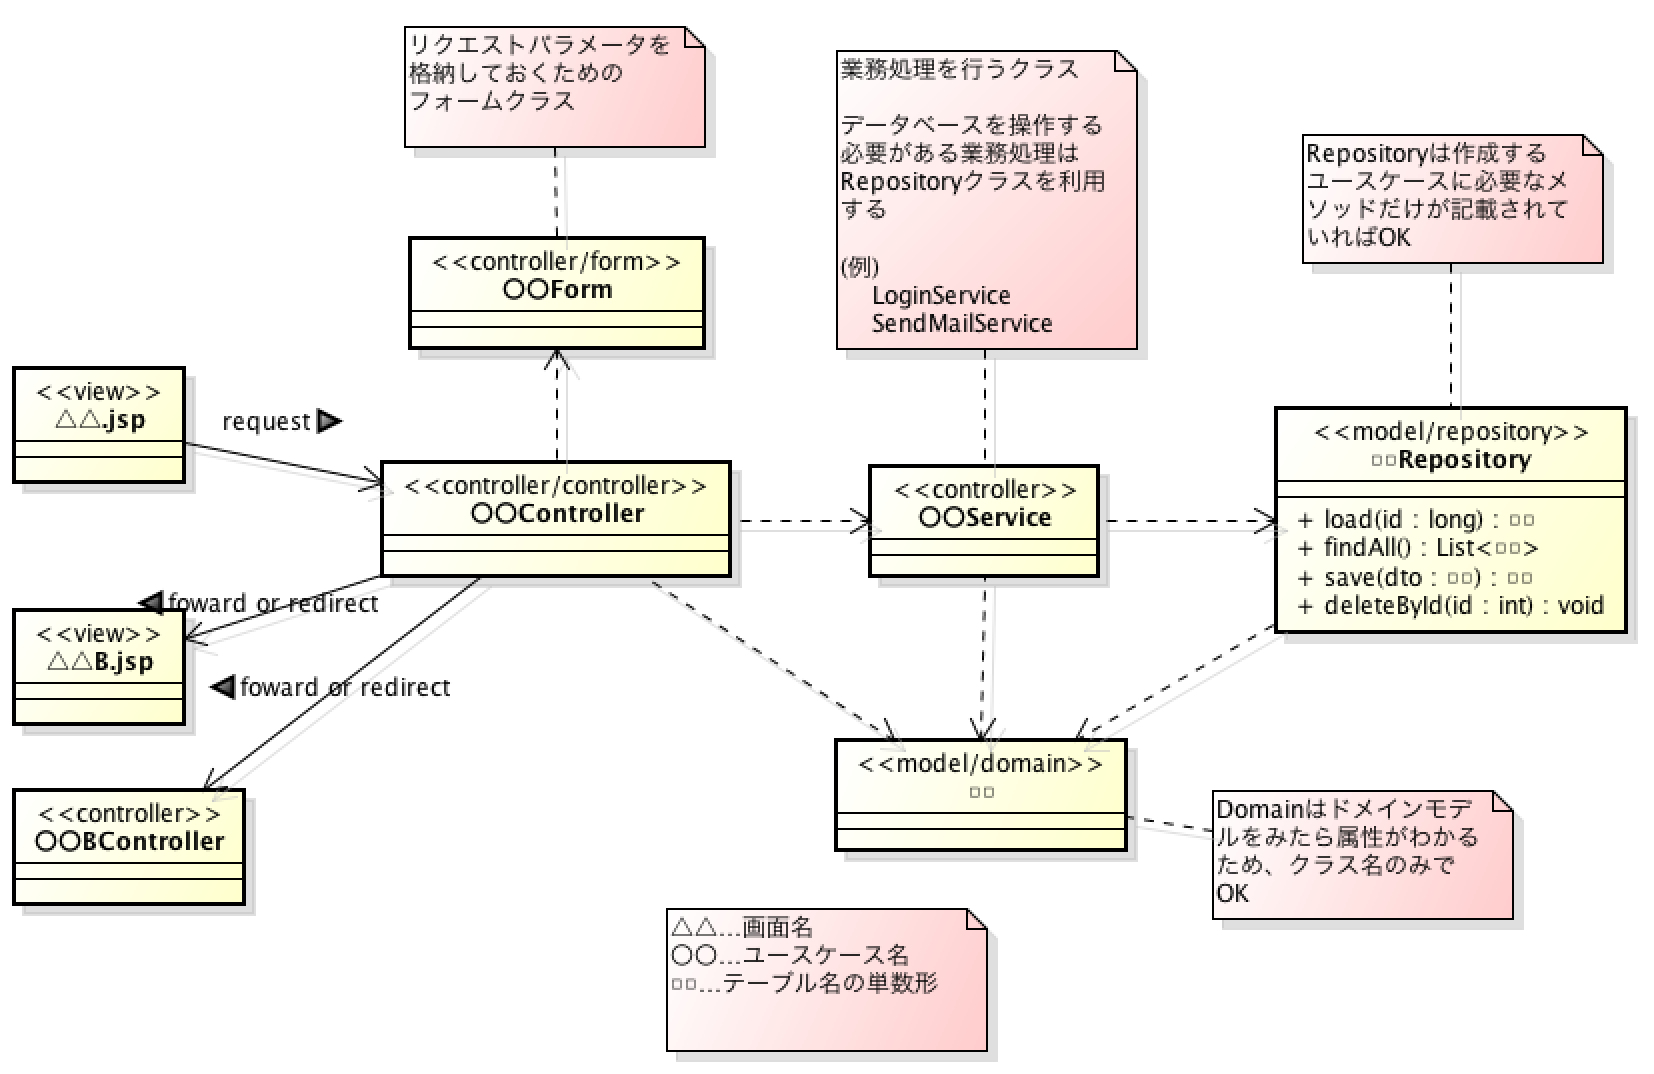 リクエストパラメータを
格納しておくための
フォームクラス
業務処理を行うクラス
データベースを操作する
必要がある業務処理は
Repositoryクラスを利用
する
(例)
LoginService
SendMailService
Repositoryは作成する
ユースケースに必要なメ
ソッドだけが記載されて
いればOK
<<controller/form>>
〇〇Form
<<view>>
△△.jsp
request
<<controller/controller>>
〇〇Controller
<<controller>>
〇〇Service
<<model/repository>>
□□Repository
+ load(id : long) : □□
+ findAll() : List<□□>
+ save(dto : □□) : □□
+ deleteById(id : int) : void
foward or redirect
<<view>>
△△B.jsp
foward or redirect
<<controller>>
〇〇BController
<<model/domain>>
□□
Domainはドメインモデ
ルをみたら属性がわかる
ため、クラス名のみで
OK
△△...画面名
〇〇...ユースケース名
□□...テーブル名の単数形